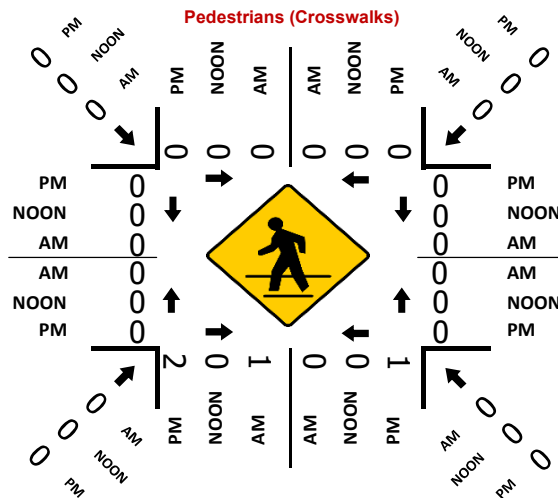 Pedestrians (Crosswalks)
0 PM
0 NOON
0 AM
PM NOON AM AM NOON PM
PM 0
NOON 0
AM 0
0 0 0 0 0 0
PM 0 0 PM
NOON 0 0 NOON
AM 0 0 AM
AM 0 0 AM
NOON 0 0 NOON
PM 0 0 PM
2 0 1 0 0 1
PM NOON AM AM NOON PM
0 AM
0 NOON
0 PM
AM 0
NOON 0
PM 0